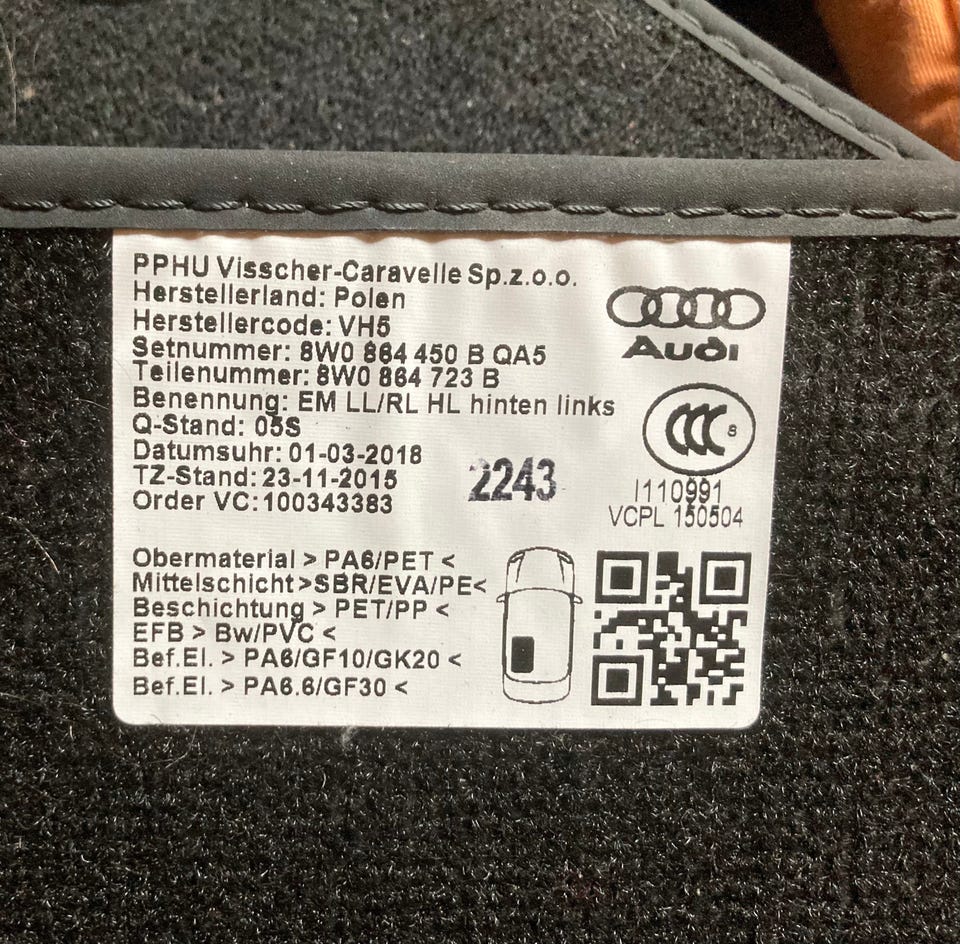 PPHU Visscher-Caravelle Sp.z.o.o.
Herstellerland: Polen
Herstellercode: VH5
Setnummer: 8W0 864 450 B QA5
Teilenummer: 8W0 864 723 B
Benennung: EM LL/RL HL hinten links
Q-Stand: 05S
Datumsuhr: 01-03-2018
TZ-Stand: 23-11-2015
Order VC: 100343383
2243
Audi
CCC S
I110991
VCPL 150504
Obermaterial > PA6/PET <
Mittelschicht >SBR/EVA/PE<
Beschichtung > PET/PP <
EFB > Bw/PVC <
Bef.El. > PA6/GF10/GK20 <
Bef.El. > PA6.6/GF30 <